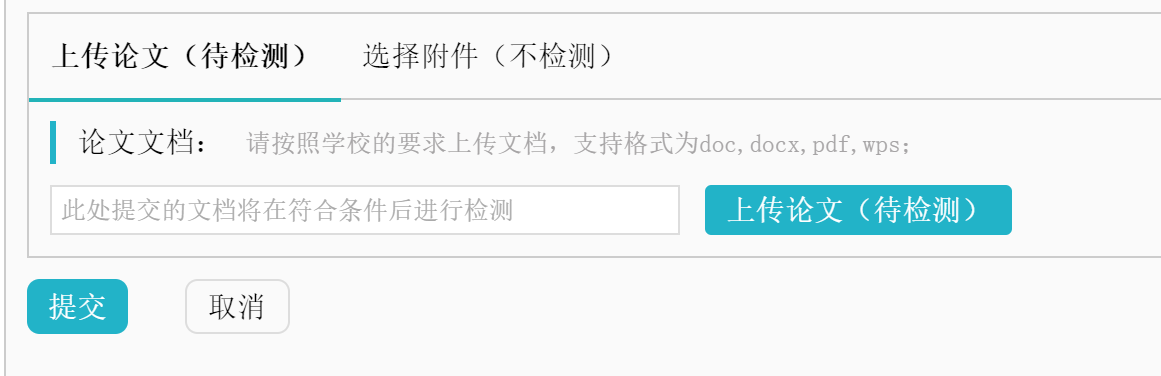 上传论文（待检测） 选择附件（不检测）
论文文档： 请按照学校的要求上传文档，支持格式为doc,docx,pdf,wps;
此处提交的文档将在符合条件后进行检测 上传论文（待检测）
提交 取消